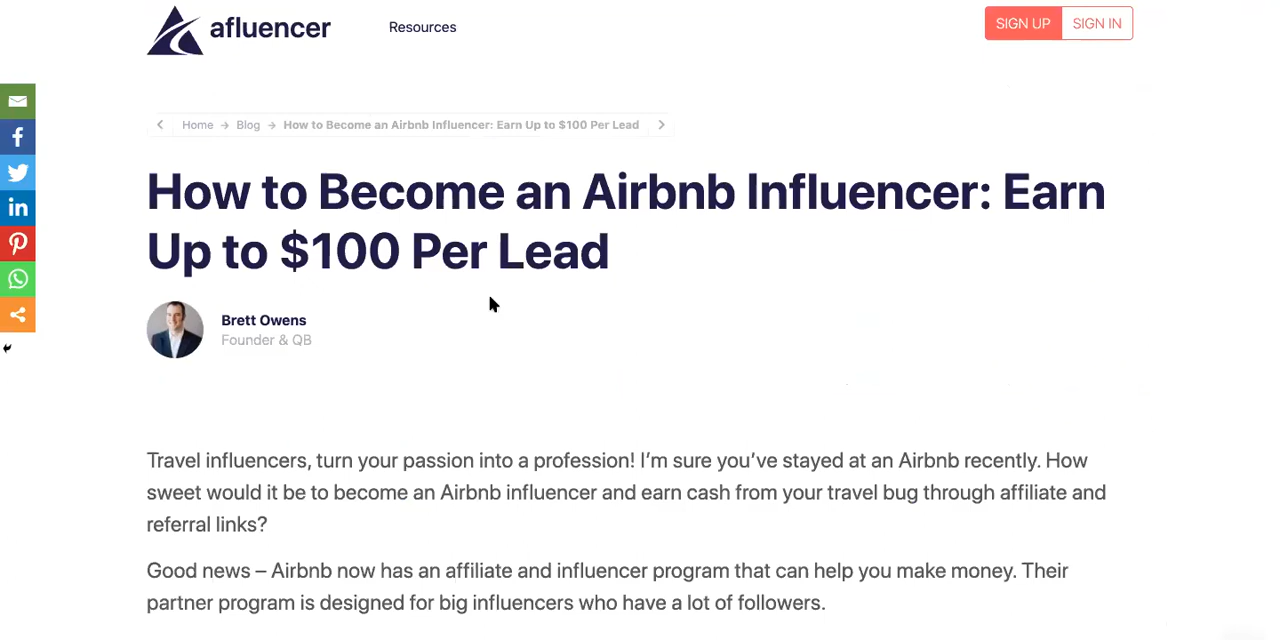 afluencer
Resources
SIGN UP
SIGN IN
Home → Blog → How to Become an Airbnb Influencer: Earn Up to $100 Per Lead
How to Become an Airbnb Influencer: Earn
Up to $100 Per Lead
Brett Owens
Founder & QB
Travel influencers, turn your passion into a profession! I’m sure you’ve stayed at an Airbnb recently. How
sweet would it be to become an Airbnb influencer and earn cash from your travel bug through affiliate and
referral links?
Good news – Airbnb now has an affiliate and influencer program that can help you make money. Their
partner program is designed for big influencers who have a lot of followers.